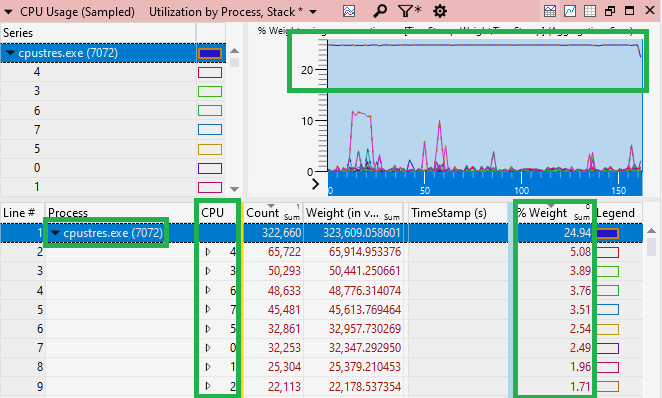 CPU Usage (Sampled) Utilization by Process, Stack *
Series
cpustres.exe (7072)
4
3
6
7
5
0
1
20
10
0
0 50 100 150
Line # Process CPU Count 1 Sum Weight (in v... Sum TimeStamp (s) % Weight 0 Sum Legend
1 cpustres.exe (7072) 322,660 323,609.058601 24.94
2 4 65,722 65,914.953376 5.08
3 3 50,293 50,441.250661 3.89
4 6 48,633 48,776.314074 3.76
5 7 45,481 45,613.769464 3.51
6 5 32,861 32,957.730269 2.54
7 0 32,253 32,347.292950 2.49
8 1 25,304 25,379.210453 1.96
9 2 22,113 22,178.537354 1.71